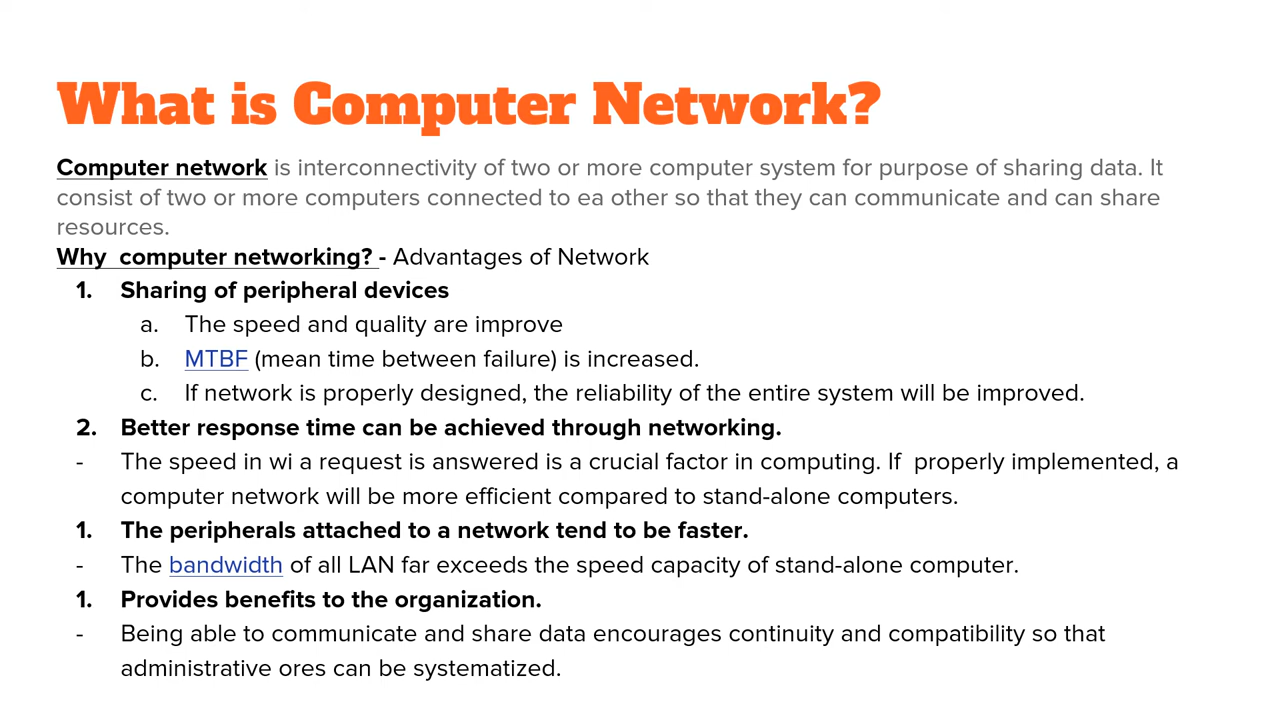 What is Computer Network?
Computer network is interconnectivity of two or more computer system for purpose of sharing data. It
consist of two or more computers connected to ea other so that they can communicate and can share
resources.
Why  computer networking? - Advantages of Network
1. Sharing of peripheral devices
a. The speed and quality are improve
b. MTBF (mean time between failure) is increased.
c. If network is properly designed, the reliability of the entire system will be improved.
2. Better response time can be achieved through networking.
- The speed in wi a request is answered is a crucial factor in computing. If  properly implemented, a
computer network will be more efficient compared to stand-alone computers.
1. The peripherals attached to a network tend to be faster.
- The bandwidth of all LAN far exceeds the speed capacity of stand-alone computer.
1. Provides benefits to the organization.
- Being able to communicate and share data encourages continuity and compatibility so that
administrative ores can be systematized.